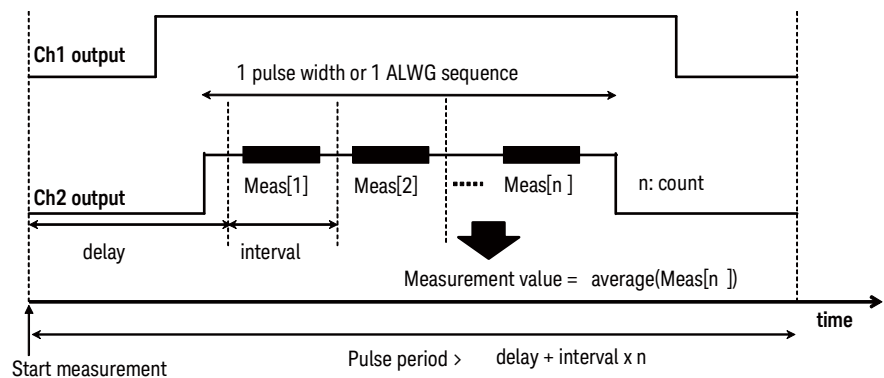 Ch1 output
1 pulse width or 1 ALWG sequence
Meas[1]
Meas[2]
Meas[n ]
n: count
Ch2 output
delay
interval
Measurement value = average(Meas[n ])
time
Start measurement
Pulse period > delay + interval x n